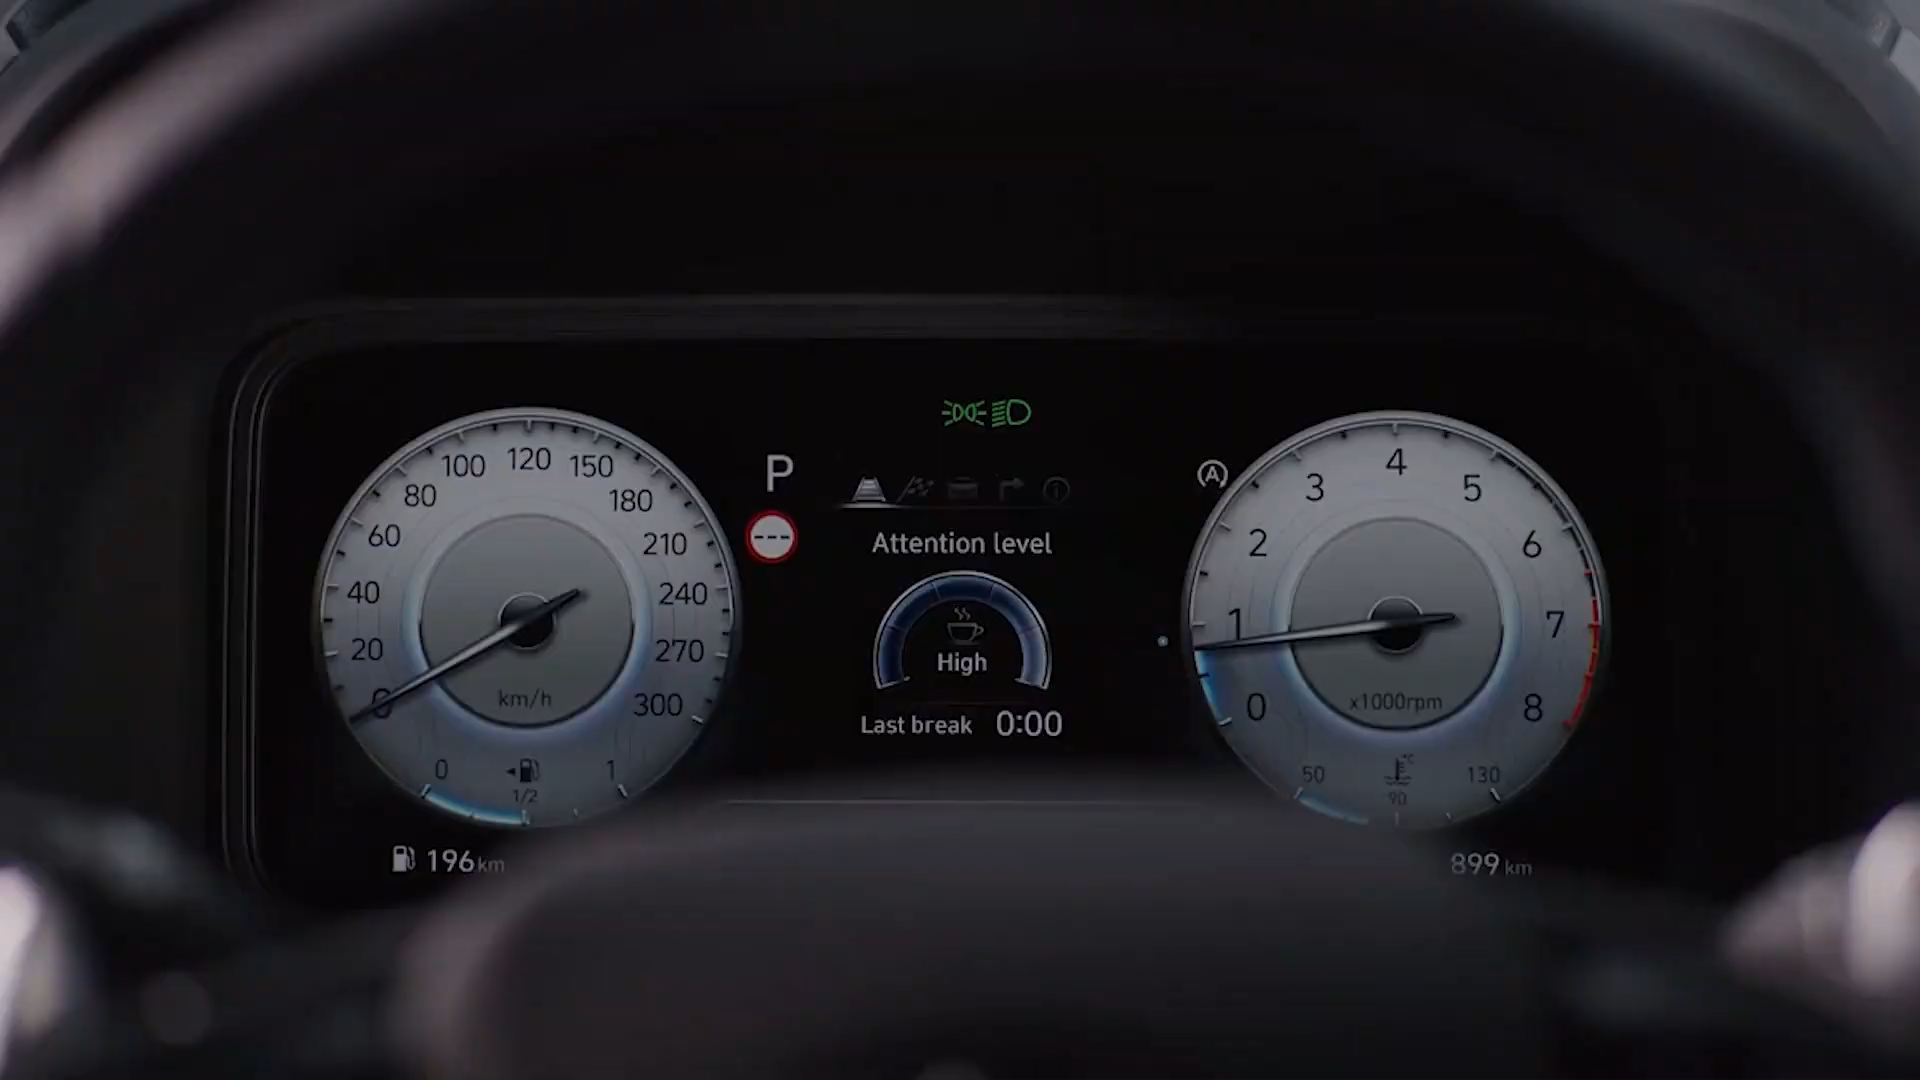 0
20
40
60
80
100
120
150
180
210
240
270
300
km/h
0
1
1/2
196 km
P
---
Attention level
High
Last break 0:00
A
0
1
2
3
4
5
6
7
8
x1000rpm
°C
50
90
130
899 km